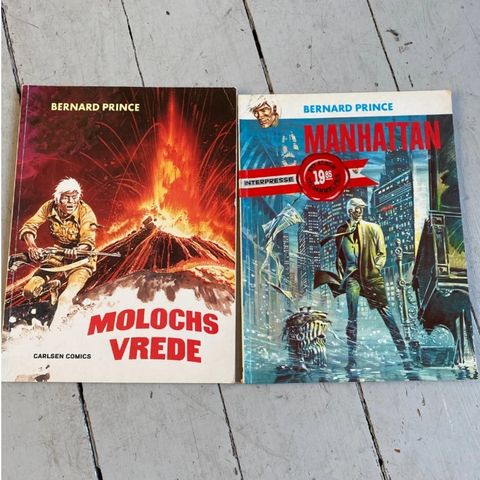 BERNARD PRINCE
MOLOCHS
VREDE
CARLSEN COMICS
BERNARD PRINCE
MANHATTAN
INTERPRESSE
19.85